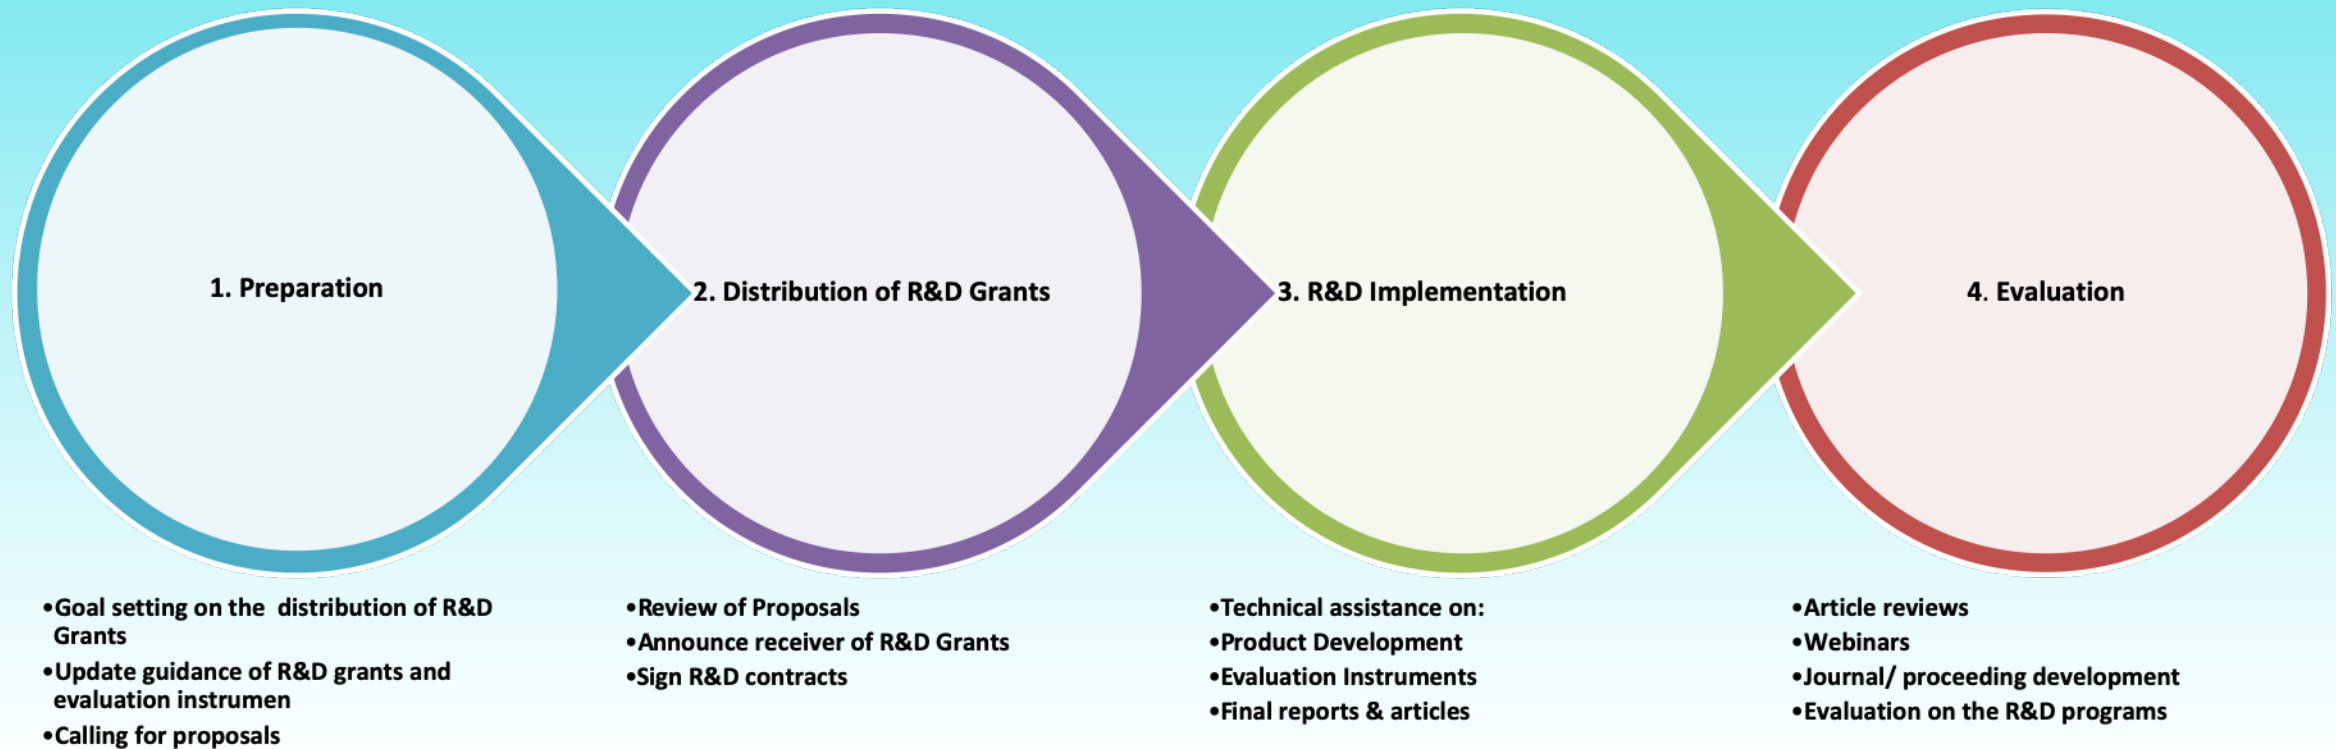 1. Preparation
2. Distribution of R&D Grants
3. R&D Implementation
4. Evaluation
•Goal setting on the  distribution of R&D
Grants
•Update guidance of R&D grants and
evaluation instrumen
•Calling for proposals
•Review of Proposals
•Announce receiver of R&D Grants
•Sign R&D contracts
•Technical assistance on:
•Product Development
•Evaluation Instruments
•Final reports & articles
•Article reviews
•Webinars
•Journal/ proceeding development
•Evaluation on the R&D programs